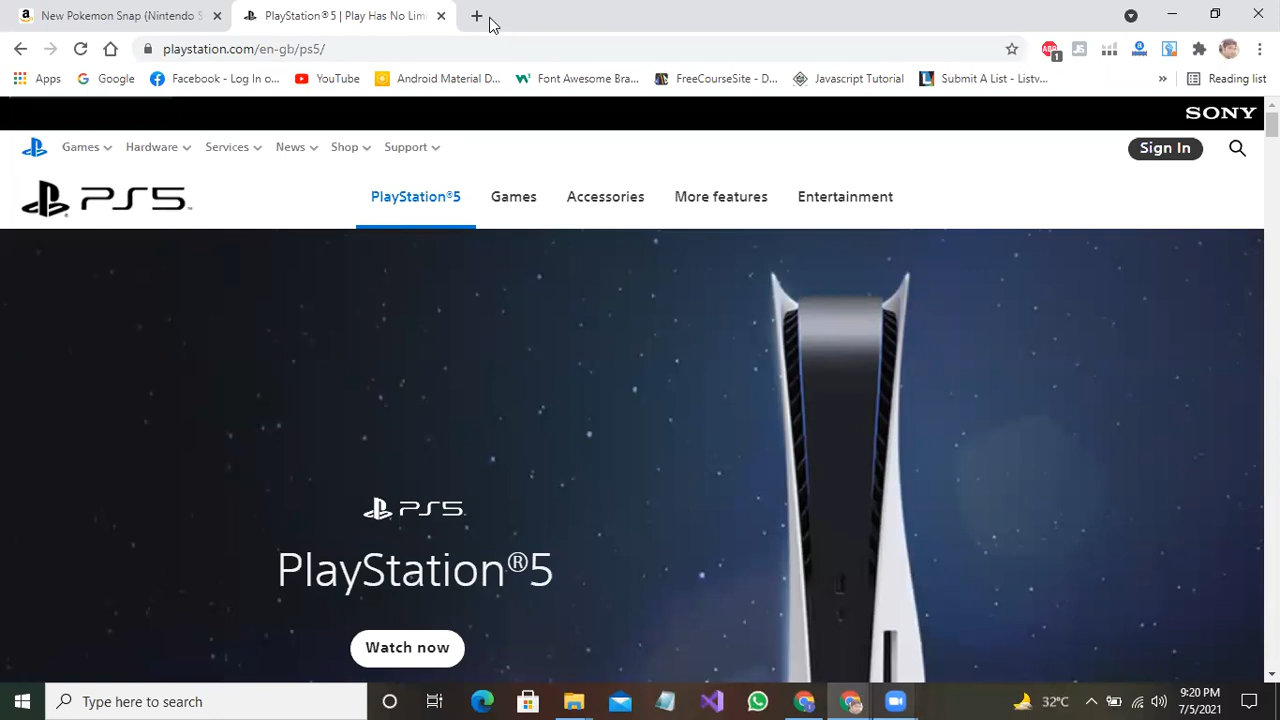 New Pokemon Snap (Nintendo S
PlayStation®5 | Play Has No Limi
playstation.com/en-gb/ps5/
Apps
Google
Facebook - Log In o...
YouTube
Android Material D...
Font Awesome Bra...
FreeCourseSite - D...
Javascript Tutorial
Submit A List - Listv...
»
Reading list
SONY
Games
Hardware
Services
News
Shop
Support
Sign In
PS5
PlayStation®5
Games
Accessories
More features
Entertainment
PS5
PlayStation®5
Watch now
Type here to search
32°C
9:20 PM
7/5/2021